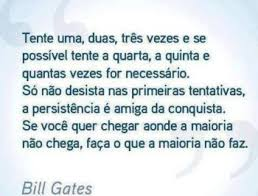 Tente uma, duas, três vezes e se
possível tente a quarta, a quinta e
quantas vezes for necessário.
Só não desista nas primeiras tentativas,
a persistência é amiga da conquista.
Se você quer chegar aonde a maioria
não chega, faça o que a maioria não faz.
Bill Gates